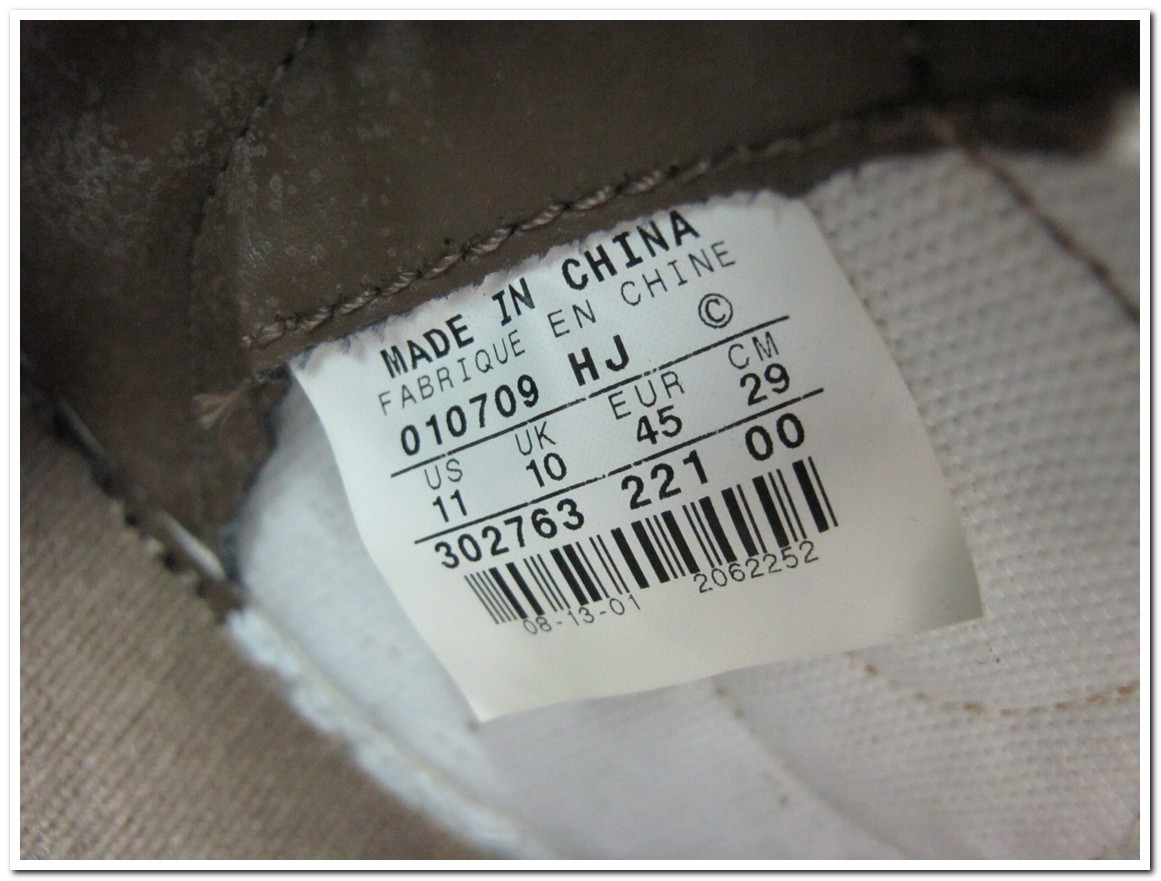 MADE IN CHINA
FABRIQUE EN CHINE
010709 HJ ©
US UK EUR CM
11 10 45 29
302763 221 00
08-13-01 2062252